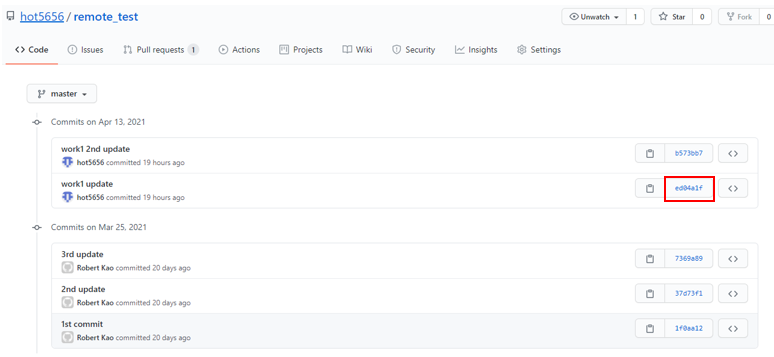 hot5656 / remote_test
Unwatch 1 Star 0 Fork 0
Code Issues Pull requests 1 Actions Projects Wiki Security Insights Settings
master
Commits on Apr 13, 2021
work1 2nd update
hot5656 committed 19 hours ago
b573bb7
work1 update
hot5656 committed 19 hours ago
ed04a1f
Commits on Mar 25, 2021
3rd update
Robert Kao committed 20 days ago
7369a89
2nd update
Robert Kao committed 20 days ago
37d73f1
1st commit
Robert Kao committed 20 days ago
1f0aa12